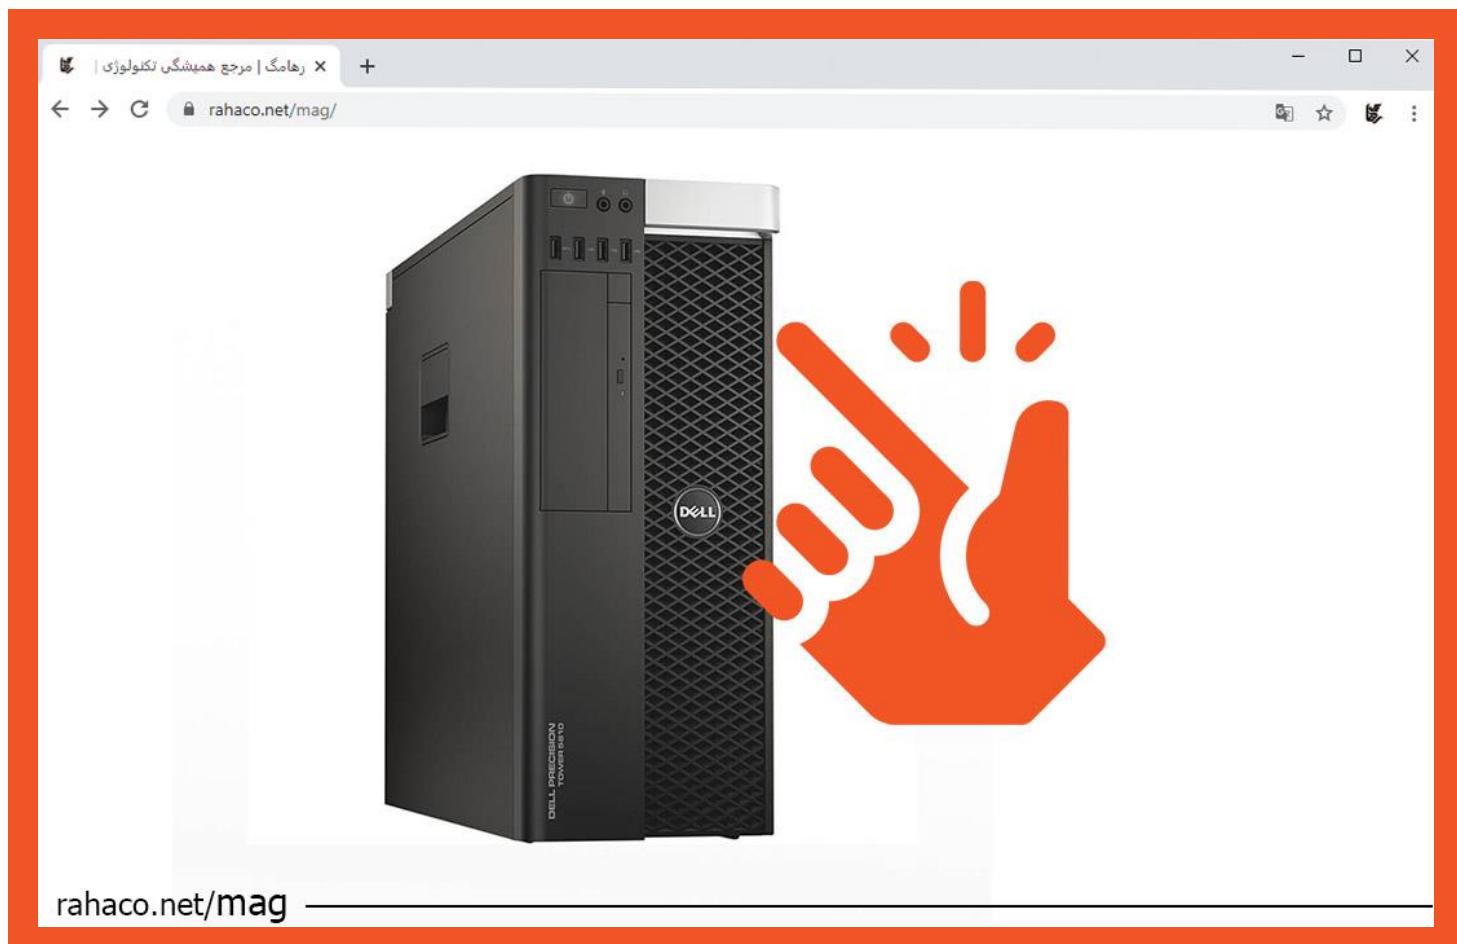 رهامگ | مرجع همیشگی تکنولوژی |
rahaco.net/mag/
DELL
DELL PRECISION
TOWER 5810
rahaco.net/mag